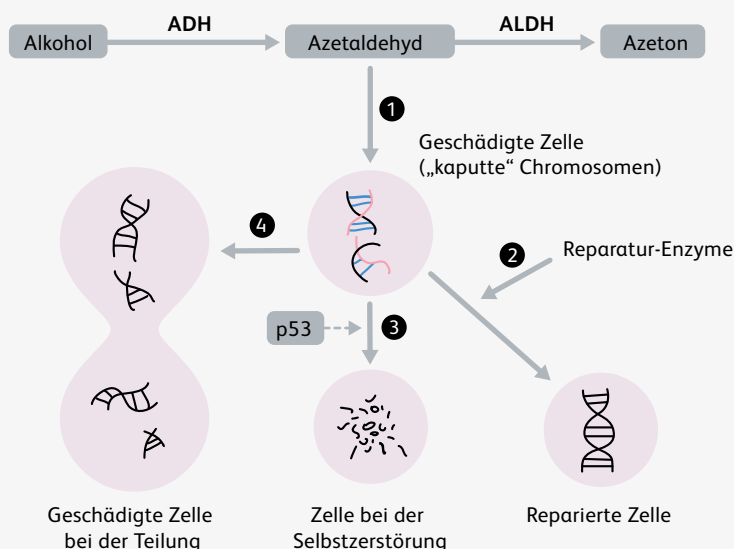 Alkohol
ADH
Azetaldehyd
ALDH
Azeton
1
Geschädigte Zelle
(„kaputte“ Chromosomen)
4
2
Reparatur-Enzyme
p53
3
Geschädigte Zelle
bei der Teilung
Zelle bei der
Selbstzerstörung
Reparierte Zelle